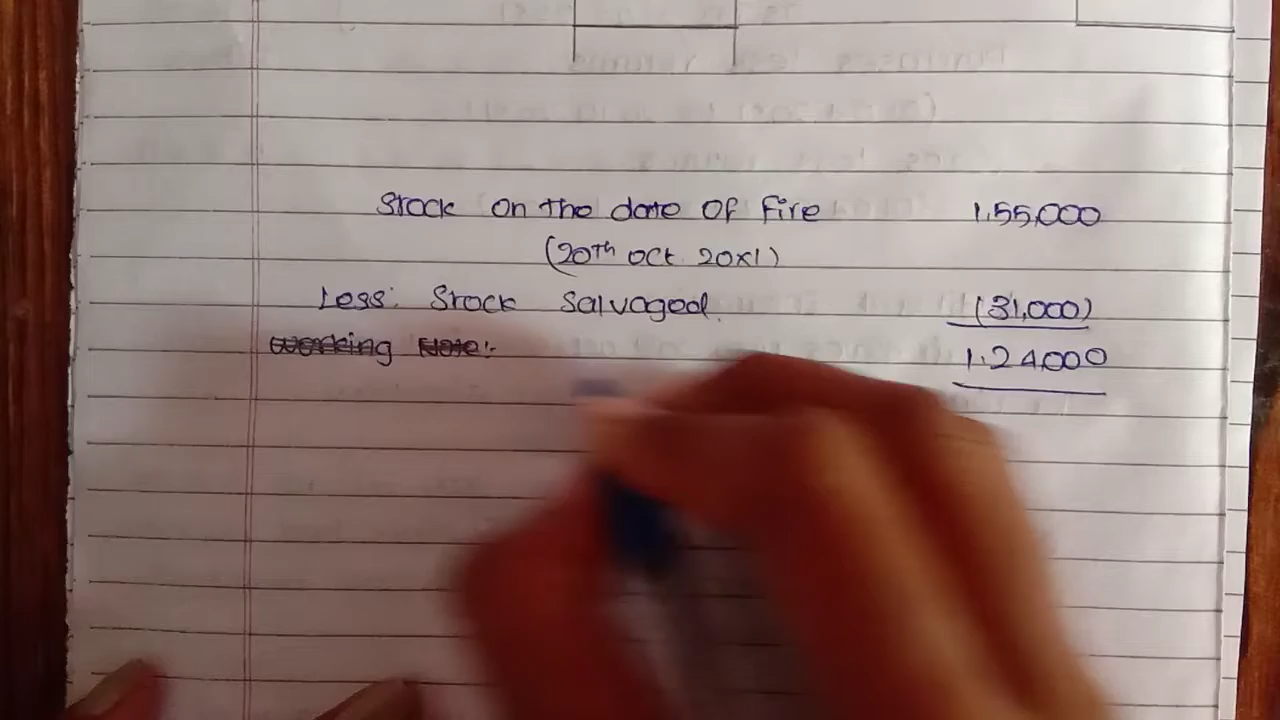 Stock on the date of fire 1,55,000
(20th Oct 20x1)
Less: Stock Salvaged. (31,000)
Working Note:- 1,24,000